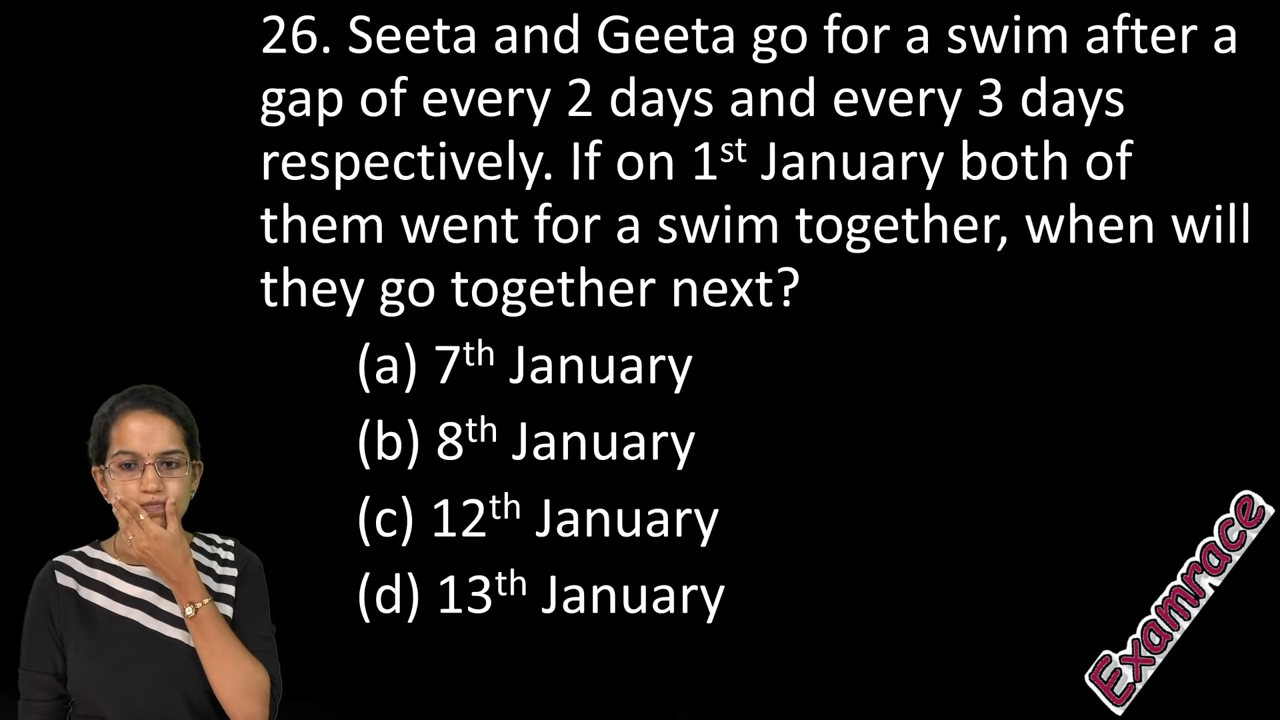 26. Seeta and Geeta go for a swim after a
gap of every 2 days and every 3 days
respectively. If on 1st January both of
them went for a swim together, when will
they go together next?
(a) 7th January
(b) 8th January
(c) 12th January
(d) 13th January
Examrace